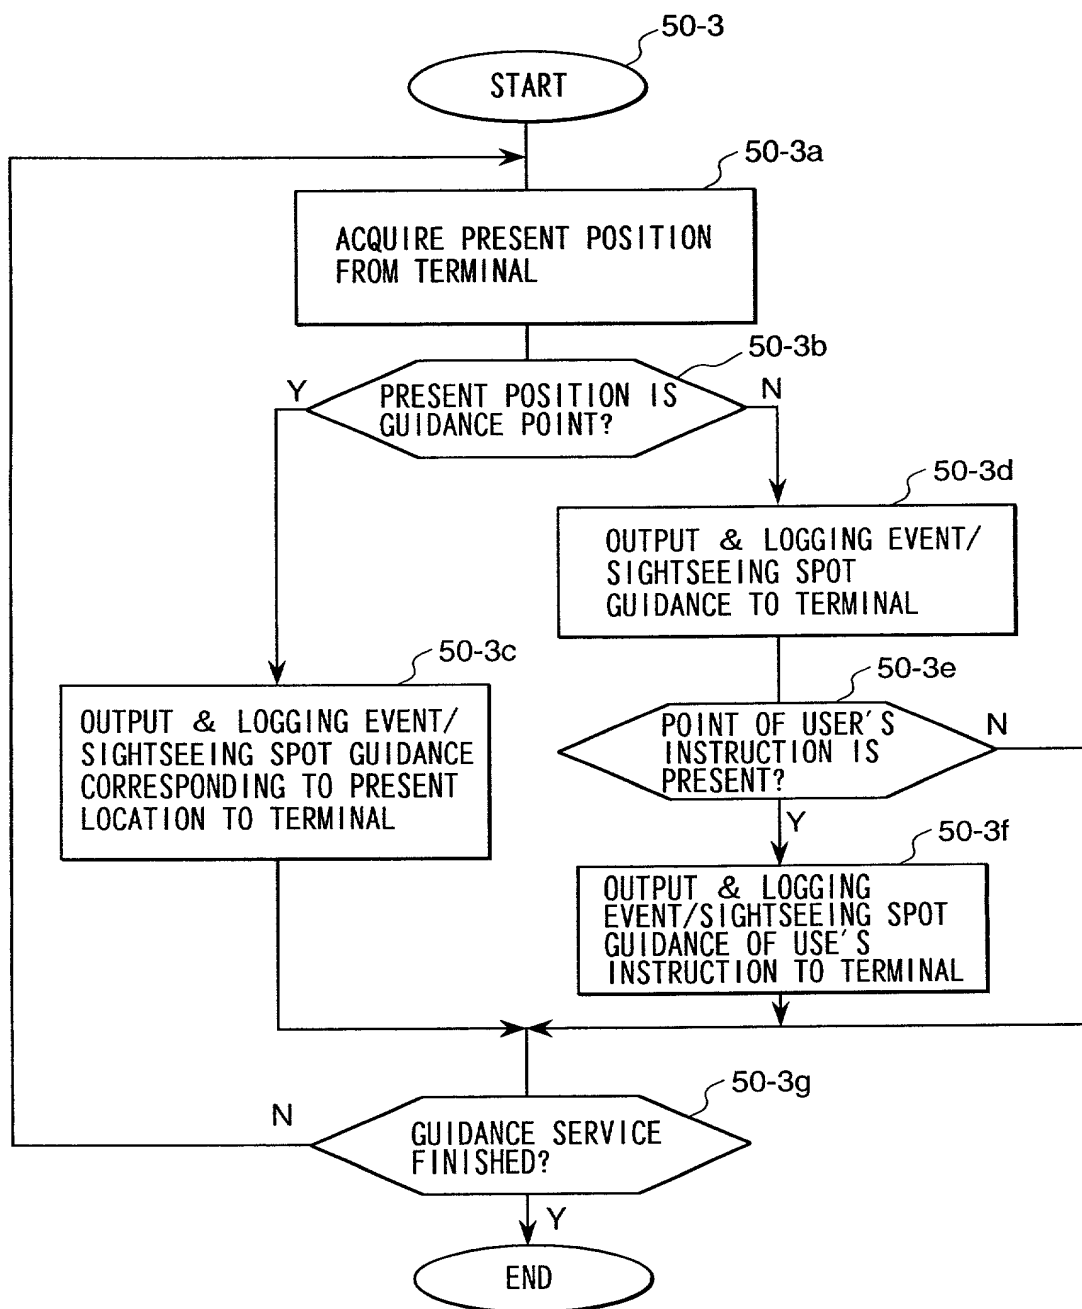 50-3
START
50-3a
ACQUIRE PRESENT POSITION
FROM TERMINAL
50-3b
Y
N
PRESENT POSITION IS
GUIDANCE POINT?
50-3d
OUTPUT & LOGGING EVENT/
SIGHTSEEING SPOT
GUIDANCE TO TERMINAL
50-3c
OUTPUT & LOGGING EVENT/
SIGHTSEEING SPOT GUIDANCE
CORRESPONDING TO PRESENT
LOCATION TO TERMINAL
50-3e
POINT OF USER'S
INSTRUCTION IS
PRESENT?
N
Y
50-3f
OUTPUT & LOGGING
EVENT/SIGHTSEEING SPOT
GUIDANCE OF USE'S
INSTRUCTION TO TERMINAL
50-3g
N
GUIDANCE SERVICE
FINISHED?
Y
END